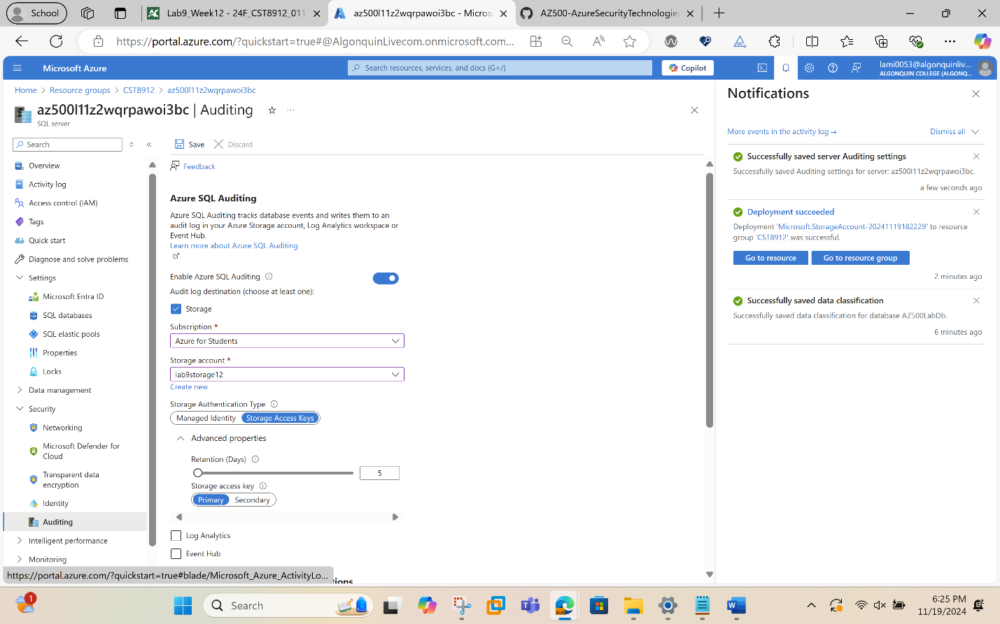 School
Lab9_Week12 - 24F_CST8912_011
az500l11z2wqrpawoi3bc - Micros
AZ500-AzureSecurityTechnologies
https://portal.azure.com/?quickstart=true#@AlgonquinLivecom.onmicrosoft.com...
Microsoft Azure
Search resources, services, and docs (G+/)
Copilot
lami0053@algonquinliv...
ALGONQUIN COLLEGE (ALGONQ...
Home > Resource groups > CST8912 > az500l11z2wqrpawoi3bc
az500l11z2wqrpawoi3bc | Auditing
SQL server
Search
Overview
Activity log
Access control (IAM)
Tags
Quick start
Diagnose and solve problems
Settings
Microsoft Entra ID
SQL databases
SQL elastic pools
Properties
Locks
Data management
Security
Networking
Microsoft Defender for
Cloud
Transparent data
encryption
Identity
Auditing
Intelligent performance
Monitoring
https://portal.azure.com/?quickstart=true#blade/Microsoft_Azure_ActivityLo...
Save
Discard
Feedback
Azure SQL Auditing
Azure SQL Auditing tracks database events and writes them to an
audit log in your Azure Storage account, Log Analytics workspace or
Event Hub.
Learn more about Azure SQL Auditing
Enable Azure SQL Auditing
Audit log destination (choose at least one):
Storage
Subscription *
Azure for Students
Storage account *
lab9storage12
Create new
Storage Authentication Type
Managed Identity Storage Access Keys
Advanced properties
Retention (Days)
5
Storage access key
Primary Secondary
Log Analytics
Event Hub
Notifications
More events in the activity log→
Dismiss all
Successfully saved server Auditing settings
Successfully saved Auditing settings for server: az500l11z2wqrpawoi3bc.
a few seconds ago
Deployment succeeded
Deployment 'Microsoft.StorageAccount-20241119182229' to resource
group 'CST8912' was successful.
Go to resource
Go to resource group
2 minutes ago
Successfully saved data classification
Successfully saved data classification for database AZ500LabDb.
6 minutes ago
1
Search
6:25 PM
11/19/2024